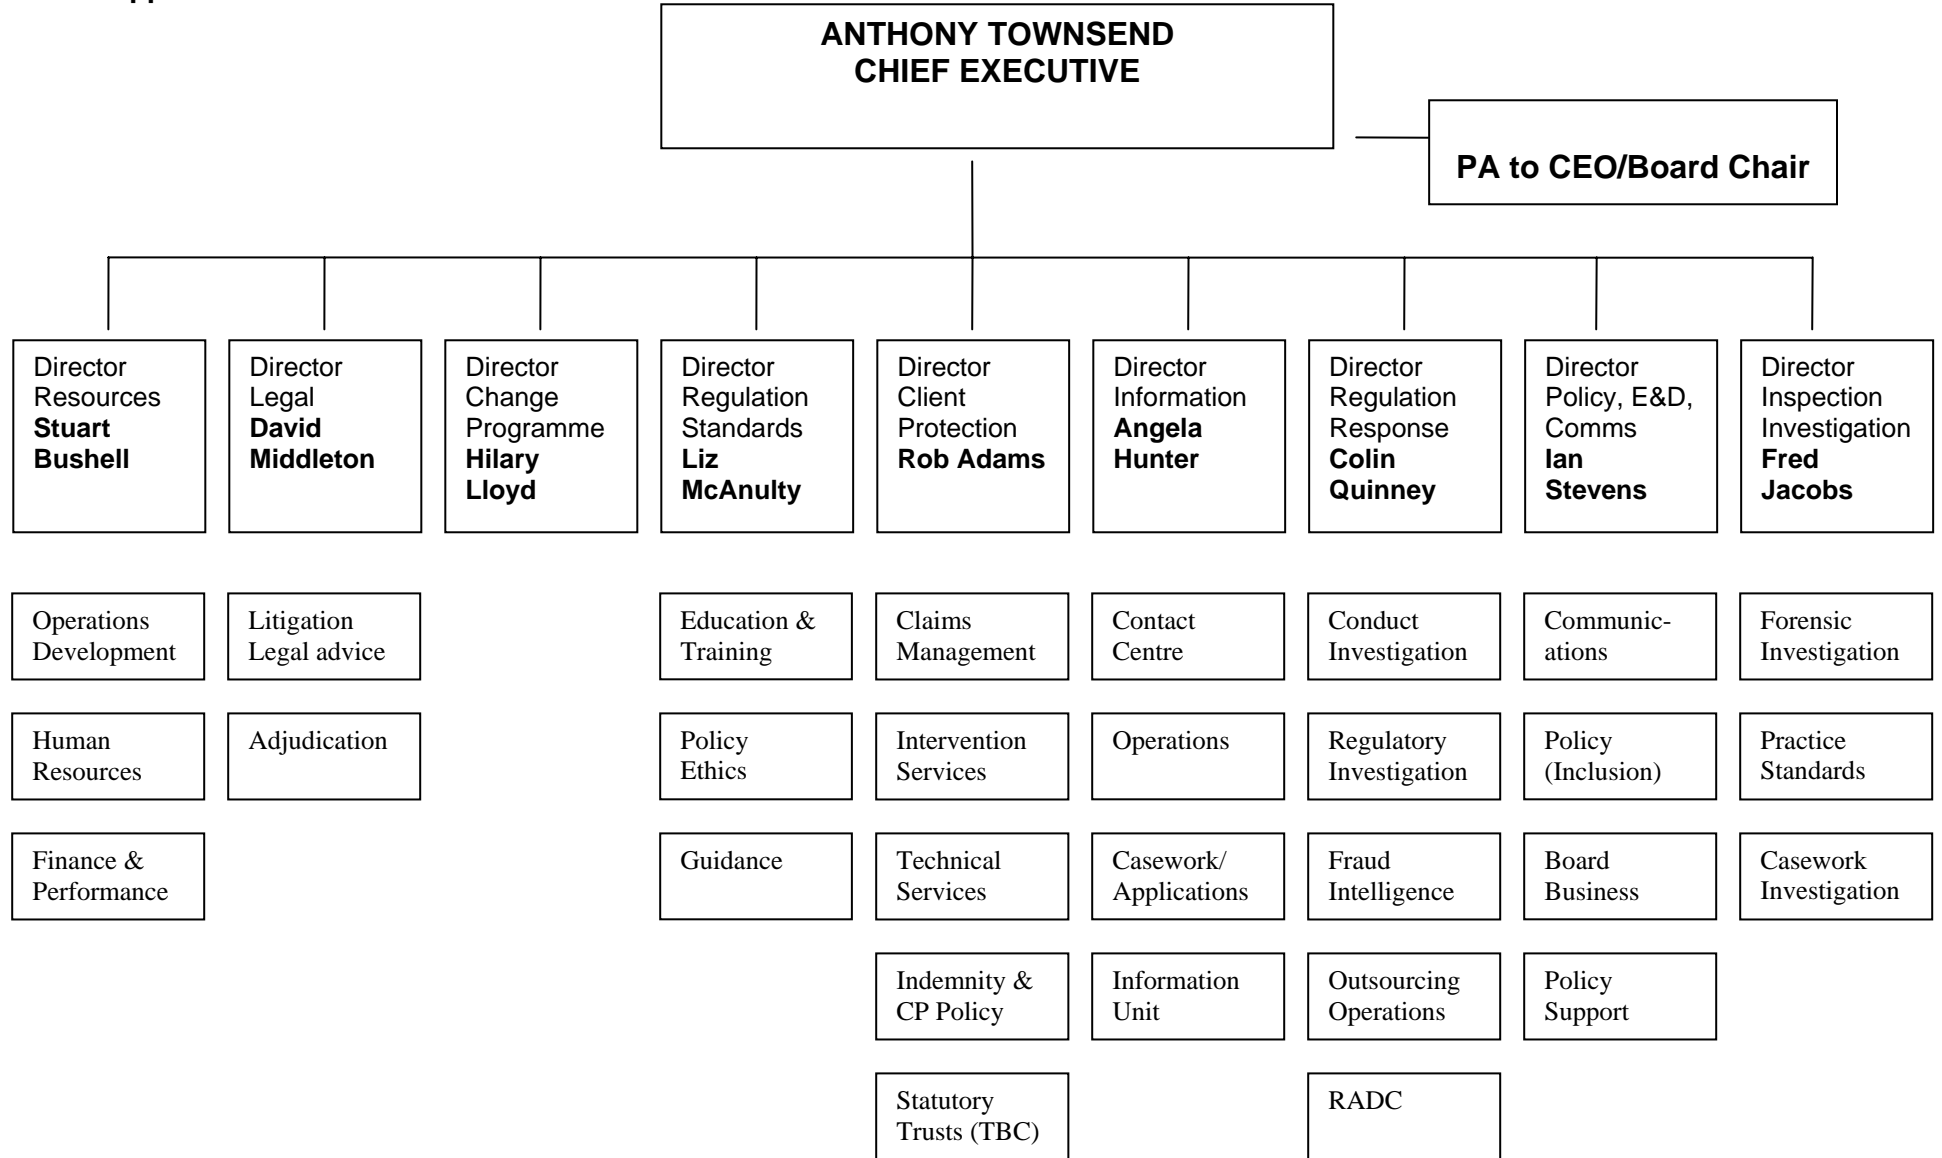 ANTHONY TOWNSEND
CHIEF EXECUTIVE
PA to CEO/Board Chair
Director
Resources
Stuart
Bushell
Director
Legal
David
Middleton
Director
Change
Programme
Hilary
Lloyd
Director
Regulation
Standards
Liz
McAnulty
Director
Client
Protection
Rob Adams
Director
Information
Angela
Hunter
Director
Regulation
Response
Colin
Quinney
Director
Policy, E&D,
Comms
Ian
Stevens
Director
Inspection
Investigation
Fred
Jacobs
Operations
Development
Litigation
Legal advice
Education &
Training
Claims
Management
Contact
Centre
Conduct
Investigation
Communic-
ations
Forensic
Investigation
Human
Resources
Adjudication
Policy
Ethics
Intervention
Services
Operations
Regulatory
Investigation
Policy
(Inclusion)
Practice
Standards
Finance &
Performance
Guidance
Technical
Services
Casework/
Applications
Fraud
Intelligence
Board
Business
Casework
Investigation
Indemnity &
CP Policy
Information
Unit
Outsourcing
Operations
Policy
Support
Statutory
Trusts (TBC)
RADC